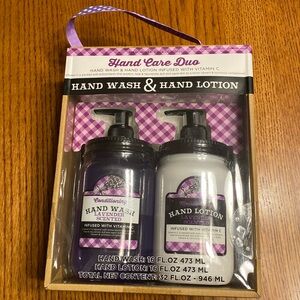 Hand Care Duo
HAND WASH & HAND LOTION INFUSED WITH VITAMIN C
HAND WASH & HAND LOTION
Conditioning
HAND WASH
LAVENDER
SCENTED
INFUSED WITH VITAMIN
HAND LOTION
INFUSED WITH VITAMIN C
HAND WASH: 16 FL OZ 473 ML
HAND LOTION: 16 FL OZ 473 ML
TOTAL NET CONTENT: 32 FL OZ - 946 ML